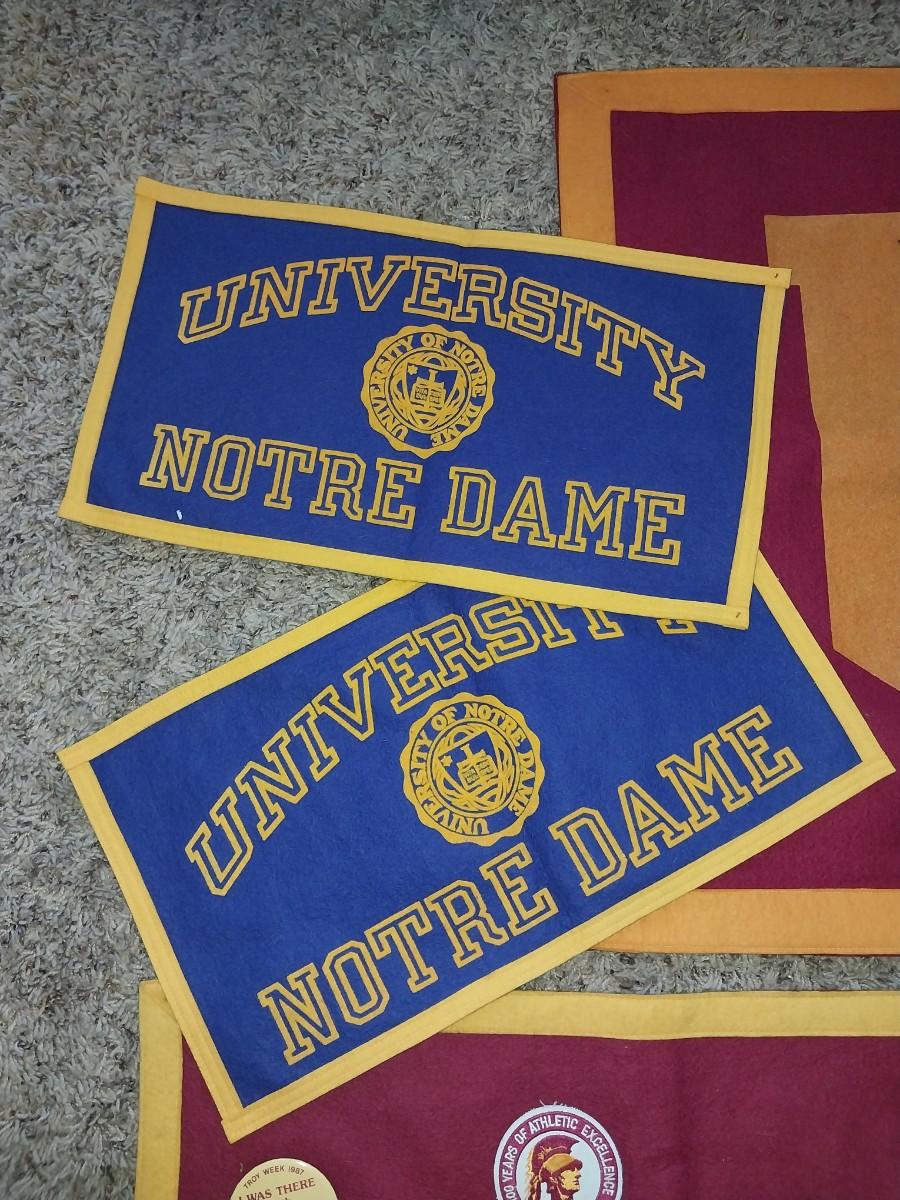 UNIVERSITY
UNIVERSITY OF NOTRE DAME
NOTRE DAME
UNIVERSITY
UNIVERSITY OF NOTRE DAME
NOTRE DAME
TROY WEEK 1987
I WAS THERE
100 YEARS OF ATHLETIC EXCELLENCE